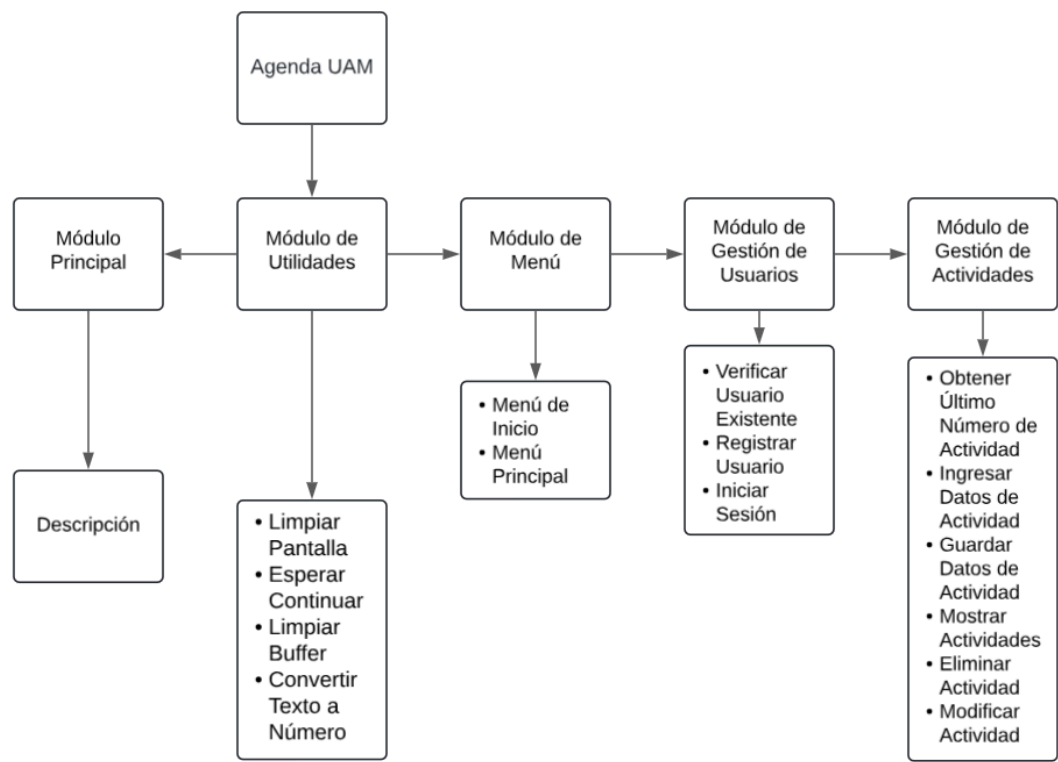 Agenda UAM
Módulo
Principal
Módulo de
Utilidades
Módulo de
Menú
Módulo de
Gestión de
Usuarios
Módulo de
Gestión de
Actividades
Descripción
• Limpiar
Pantalla
• Esperar
Continuar
• Limpiar
Buffer
• Convertir
Texto a
Número
• Menú de
Inicio
• Menú
Principal
• Verificar
Usuario
Existente
• Registrar
Usuario
• Iniciar
Sesión
• Obtener
Último
Número de
Actividad
• Ingresar
Datos de
Actividad
• Guardar
Datos de
Actividad
• Mostrar
Actividades
• Eliminar
Actividad
• Modificar
Actividad